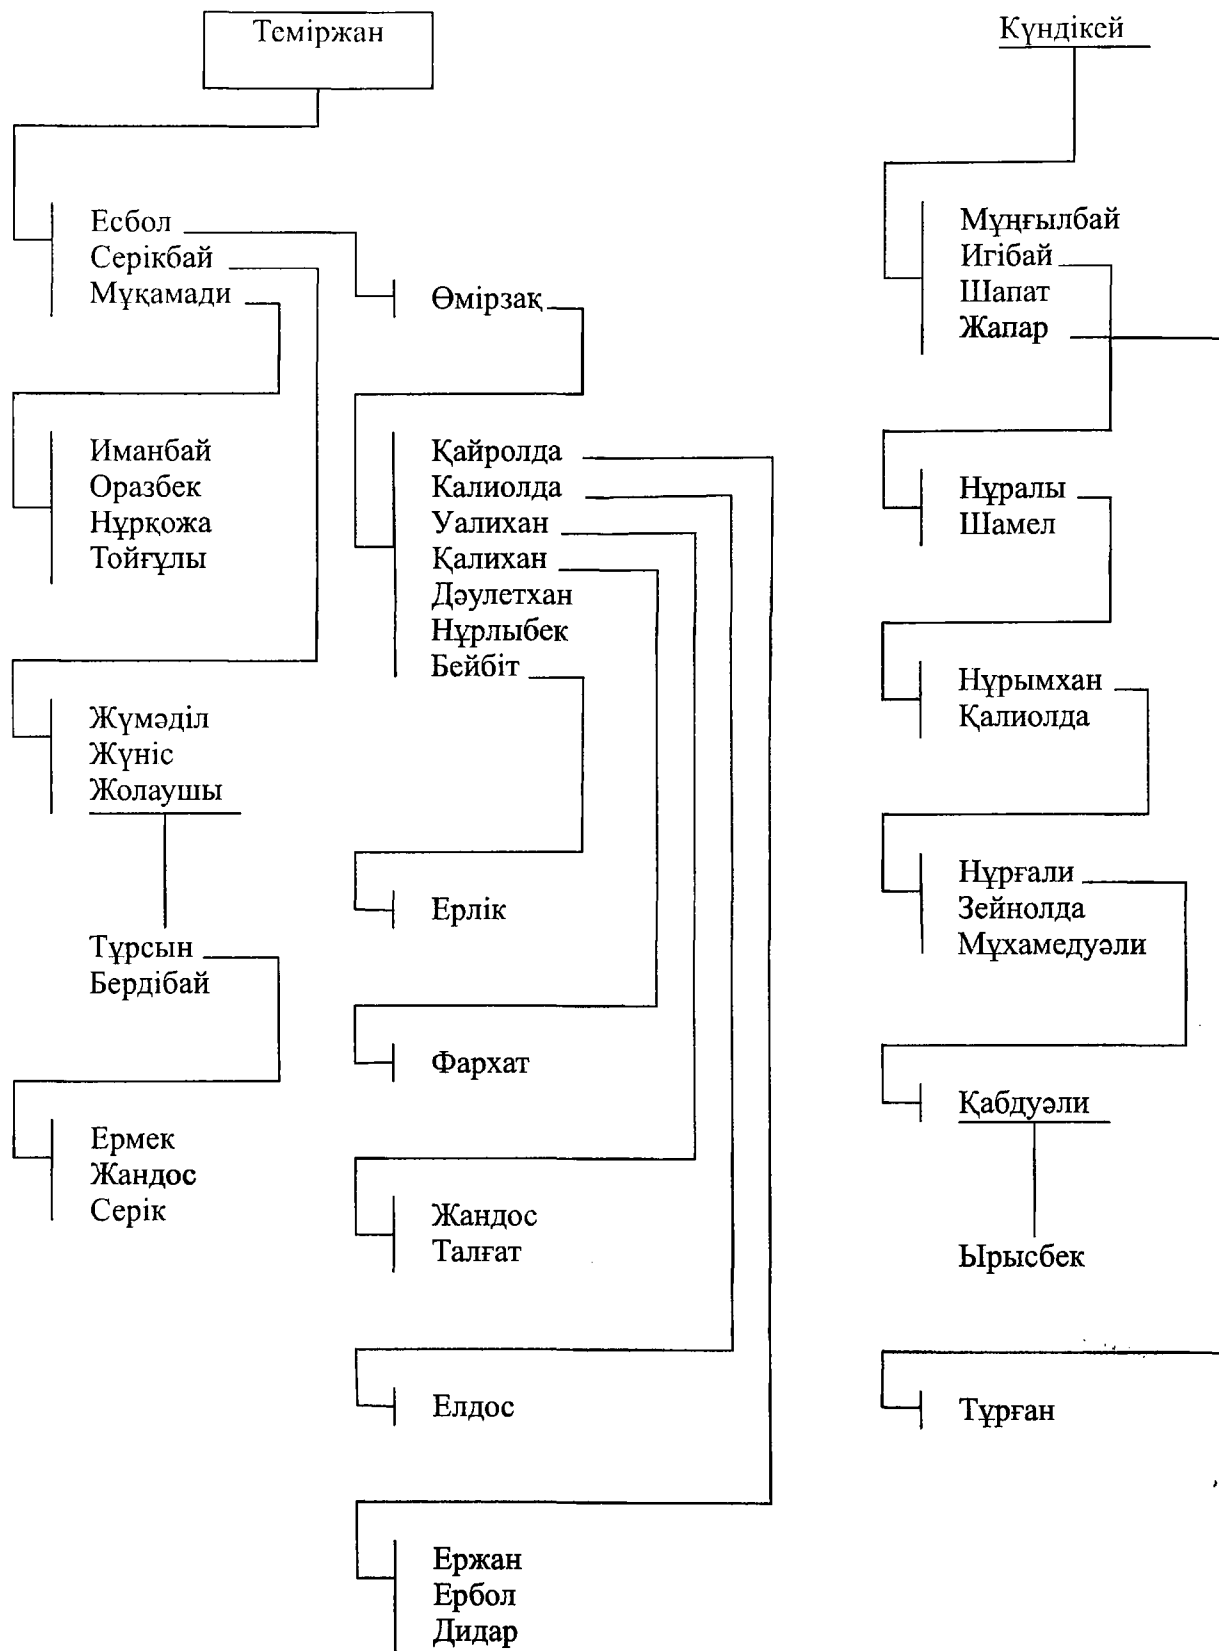 Теміржан
Есбол
Серікбай
Мұқамади
Иманбай
Оразбек
Нұрқожа
Тойғұлы
Жүмәділ
Жүніс
Жолаушы
Тұрсын
Бердібай
Ермек
Жандос
Серік
Өмірзақ
Қайролда
Калиолда
Уалихан
Қалихан
Дәулетхан
Нұрлыбек
Бейбіт
Ерлік
Фархат
Жандос
Талғат
Елдос
Ержан
Ербол
Дидар
Күндікей
Мұңғылбай
Игібай
Шапат
Жапар
Нұралы
Шамел
Нұрымхан
Қалиолда
Нұрғали
Зейнолда
Мұхамедуәли
Қабдуәли
Ырысбек
Тұрған